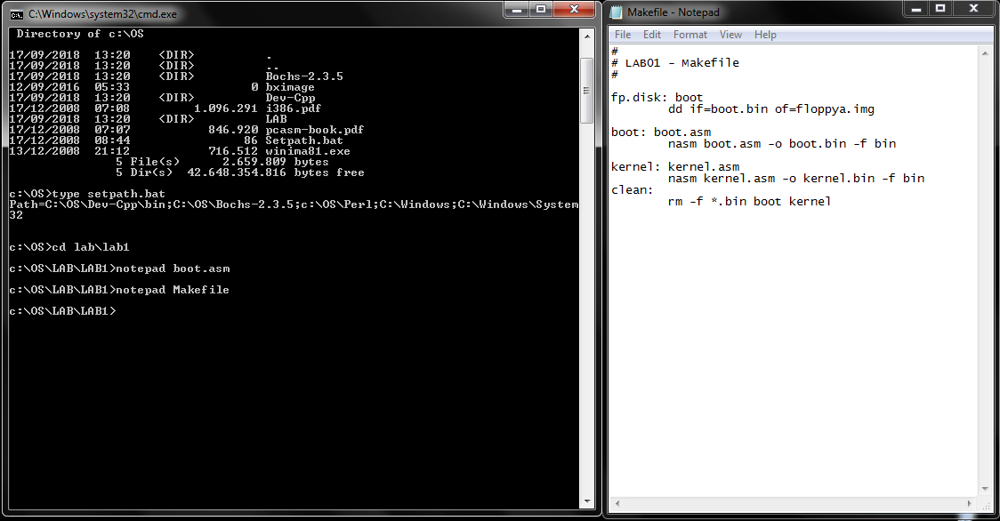 C:\Windows\system32\cmd.exe
Directory of c:\OS
17/09/2018 13:20 <DIR> .
17/09/2018 13:20 <DIR> ..
17/09/2018 13:20 <DIR> Bochs-2.3.5
12/09/2016 05:33 0 bximage
17/09/2018 13:20 <DIR> Dev-Cpp
17/12/2008 07:08 1.096.291 i386.pdf
17/09/2018 13:20 <DIR> LAB
17/12/2008 07:07 846.920 pcasm-book.pdf
17/12/2008 08:44 86 Setpath.bat
13/12/2008 21:12 716.512 winima81.exe
5 File(s) 2.659.809 bytes
5 Dir(s) 42.648.354.816 bytes free
c:\OS>type setpath.bat
Path=C:\OS\Dev-Cpp\bin;C:\OS\Bochs-2.3.5;c:\OS\Perl;C:\Windows;C:\Windows\System
32
c:\OS>cd lab\lab1
c:\OS\LAB\LAB1>notepad boot.asm
c:\OS\LAB\LAB1>notepad Makefile
c:\OS\LAB\LAB1>
Makefile - Notepad
File Edit Format View Help
#
# LAB01 - Makefile
#
fp.disk: boot
dd if=boot.bin of=floppya.img
boot: boot.asm
nasm boot.asm -o boot.bin -f bin
kernel: kernel.asm
nasm kernel.asm -o kernel.bin -f bin
clean:
rm -f *.bin boot kernel